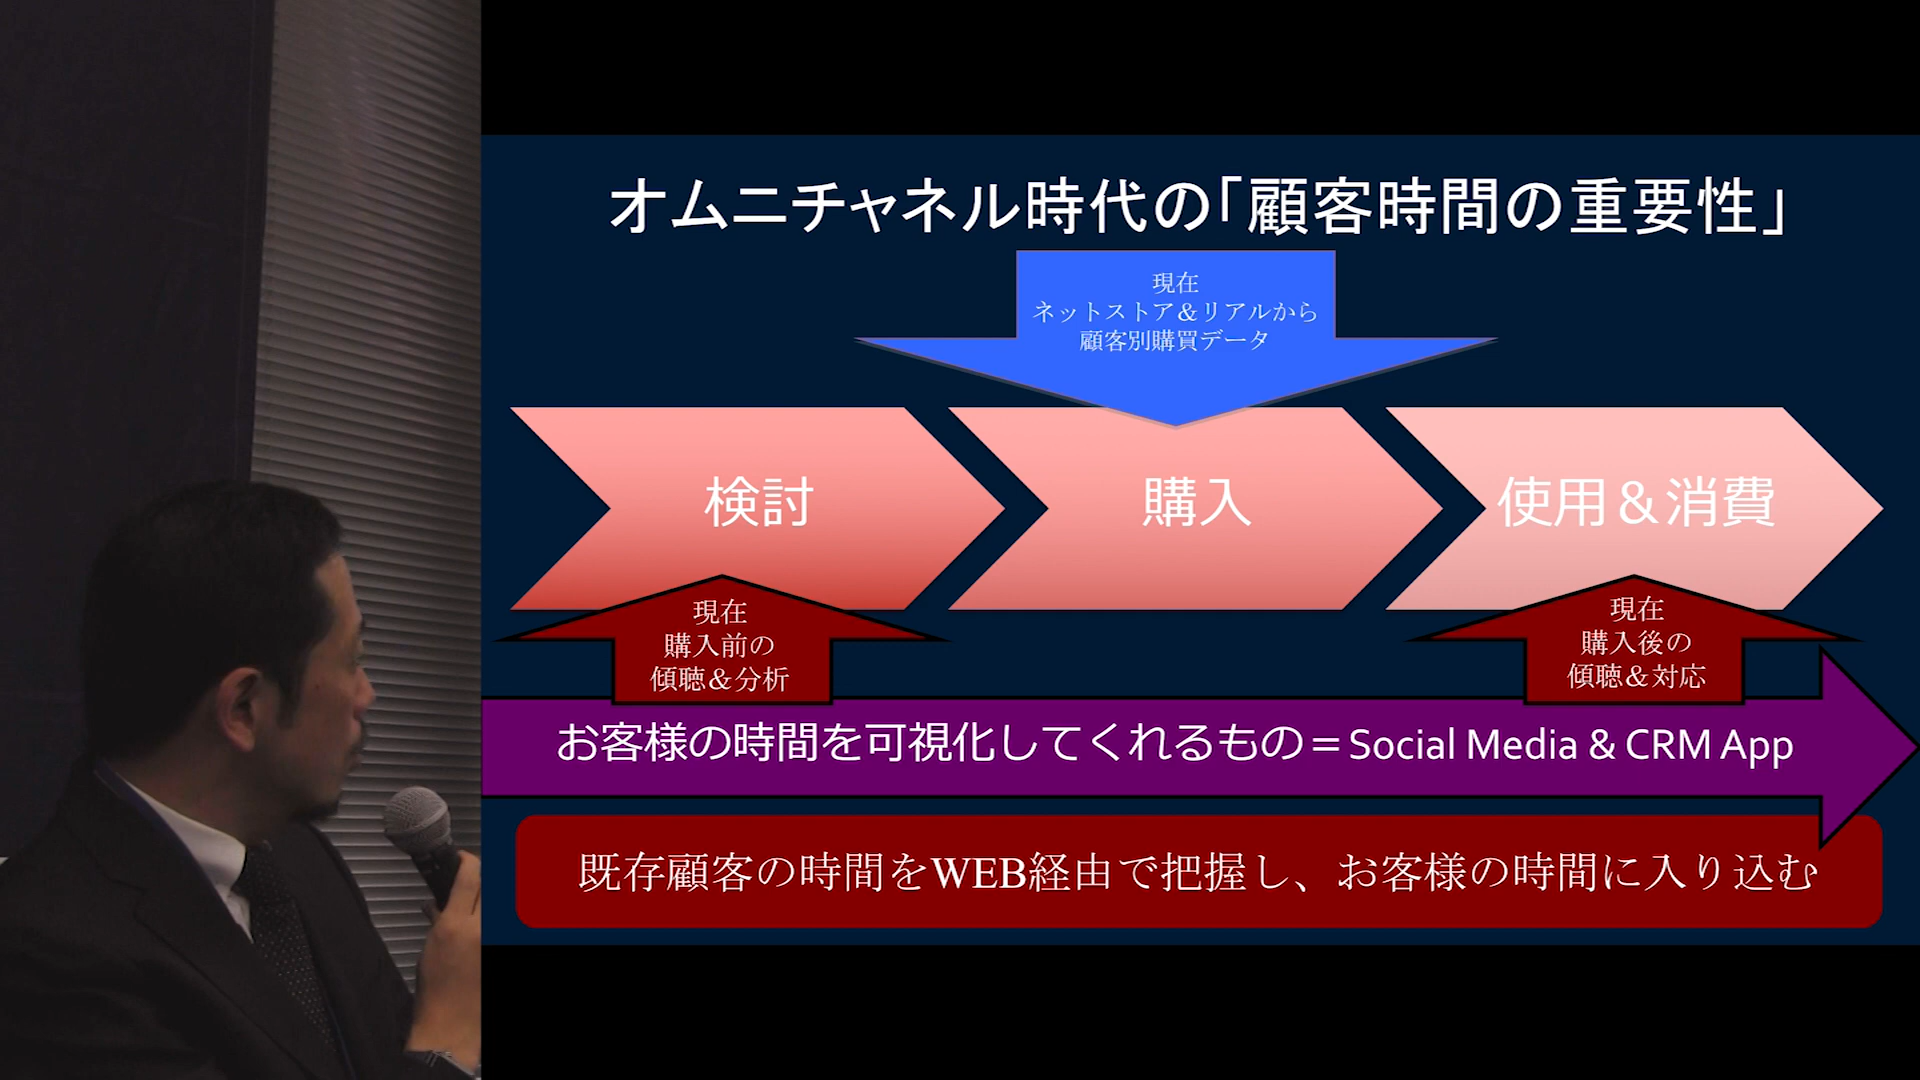 オムニチャネル時代の「顧客時間の重要性」
現在
ネットストア＆リアルから
顧客別購買データ
検討
購入
使用＆消費
現在
購入前の
傾聴＆分析
現在
購入後の
傾聴＆対応
お客様の時間を可視化してくれるもの＝Social Media & CRM App
既存顧客の時間をWEB経由で把握し、お客様の時間に入り込む